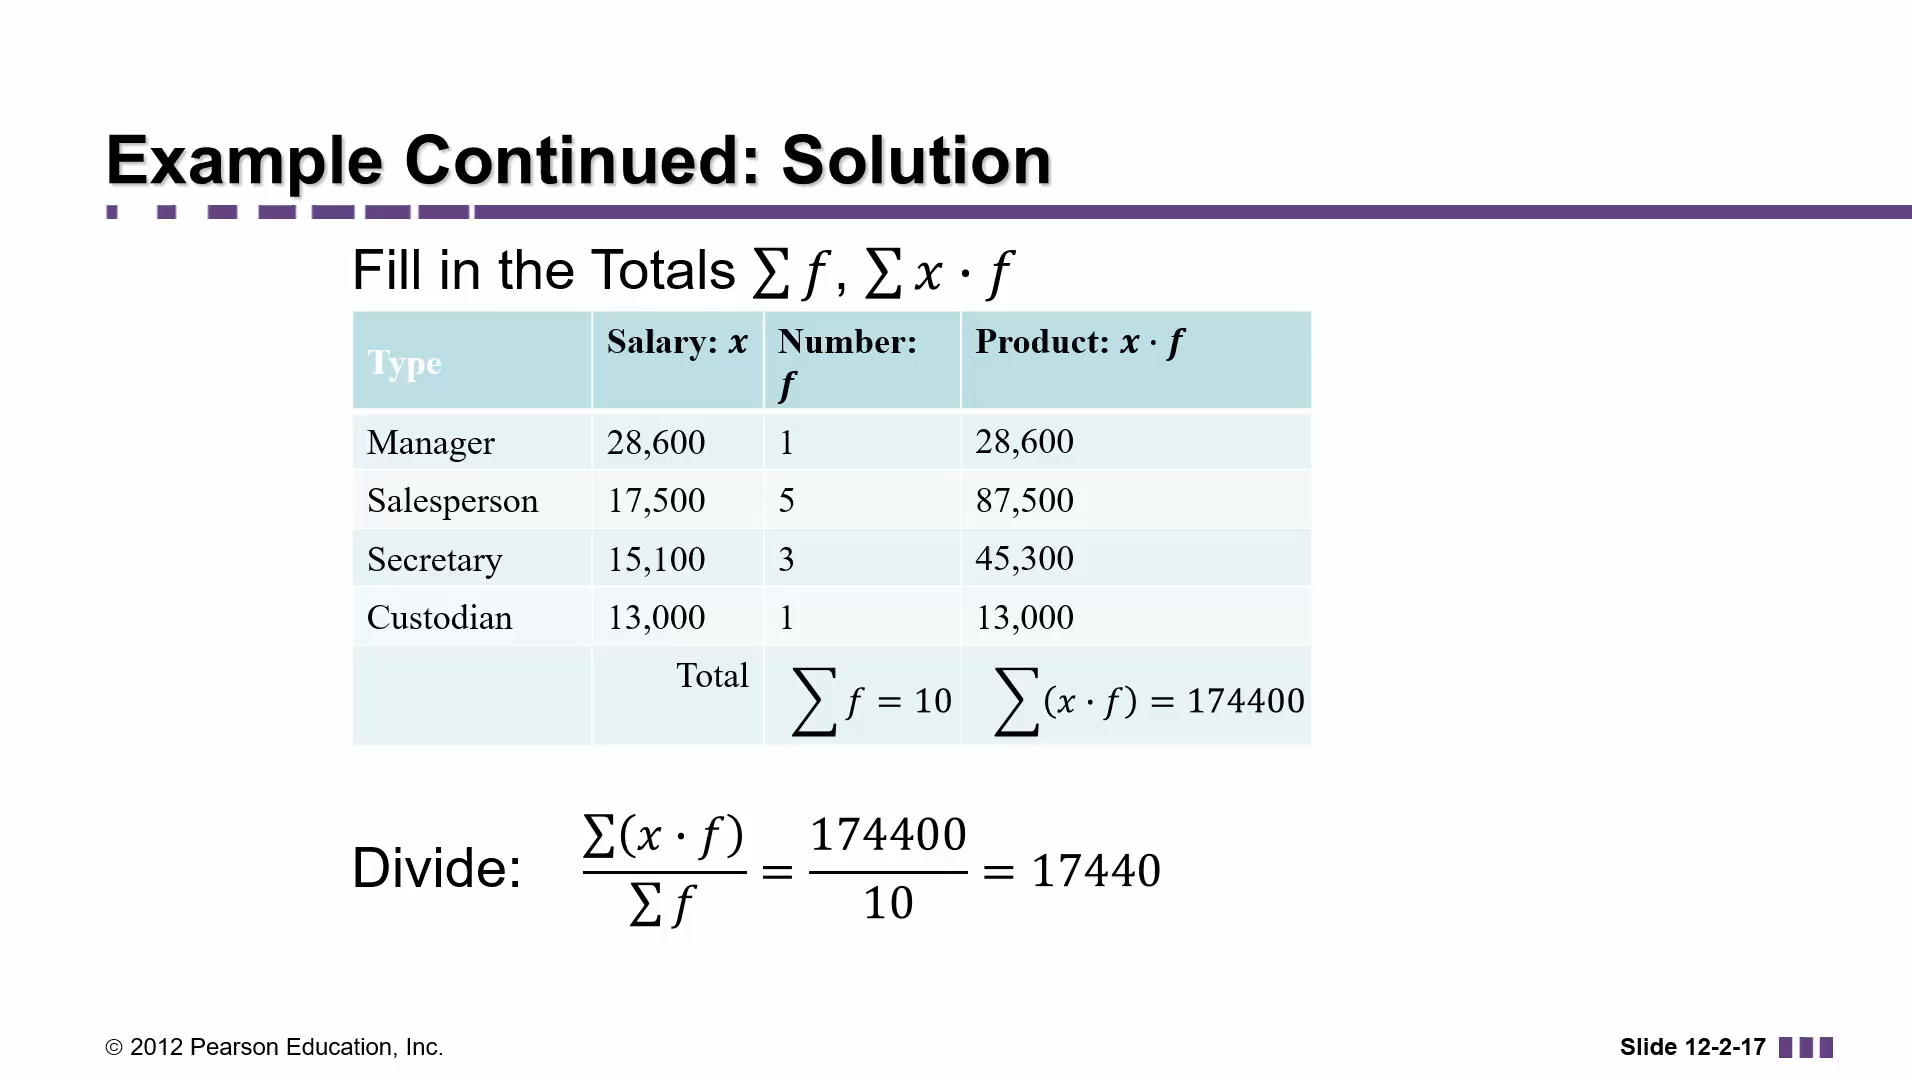 Example Continued: Solution
Fill in the Totals ∑ f, ∑ x · f
Type Salary: x Number: f Product: x · f
Manager 28,600 1 28,600
Salesperson 17,500 5 87,500
Secretary 15,100 3 45,300
Custodian 13,000 1 13,000
Total ∑ f = 10 ∑(x · f) = 174400
Divide: ∑(x · f) / ∑ f = 174400 / 10 = 17440
© 2012 Pearson Education, Inc.
Slide 12-2-17